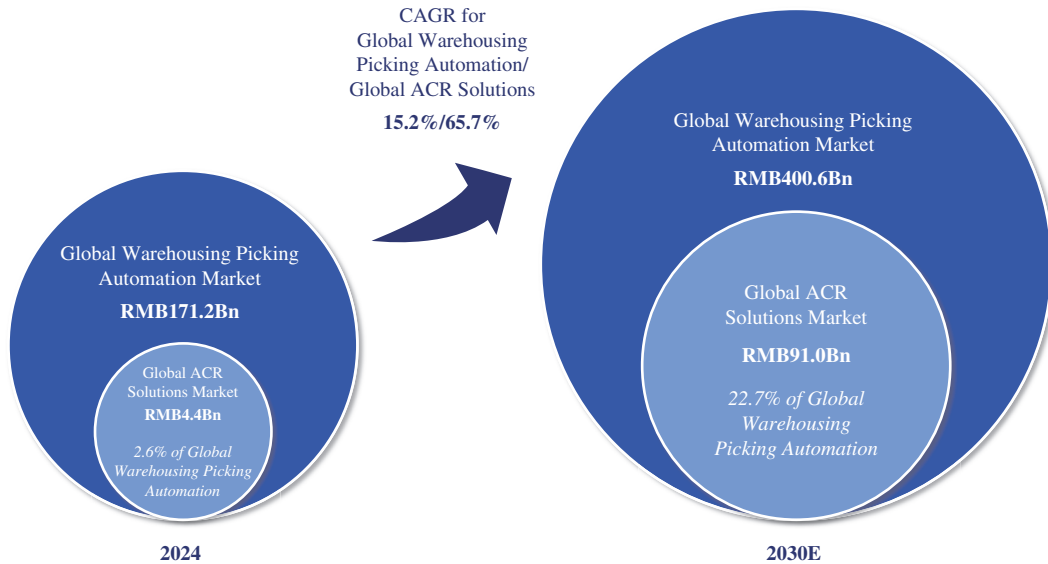 CAGR for
Global Warehousing
Picking Automation/
Global ACR Solutions
15.2%/65.7%
Global Warehousing Picking
Automation Market
RMB171.2Bn
Global ACR
Solutions Market
RMB4.4Bn
2.6% of Global
Warehousing Picking
Automation
2024
Global Warehousing Picking
Automation Market
RMB400.6Bn
Global ACR
Solutions Market
RMB91.0Bn
22.7% of Global
Warehousing
Picking Automation
2030E